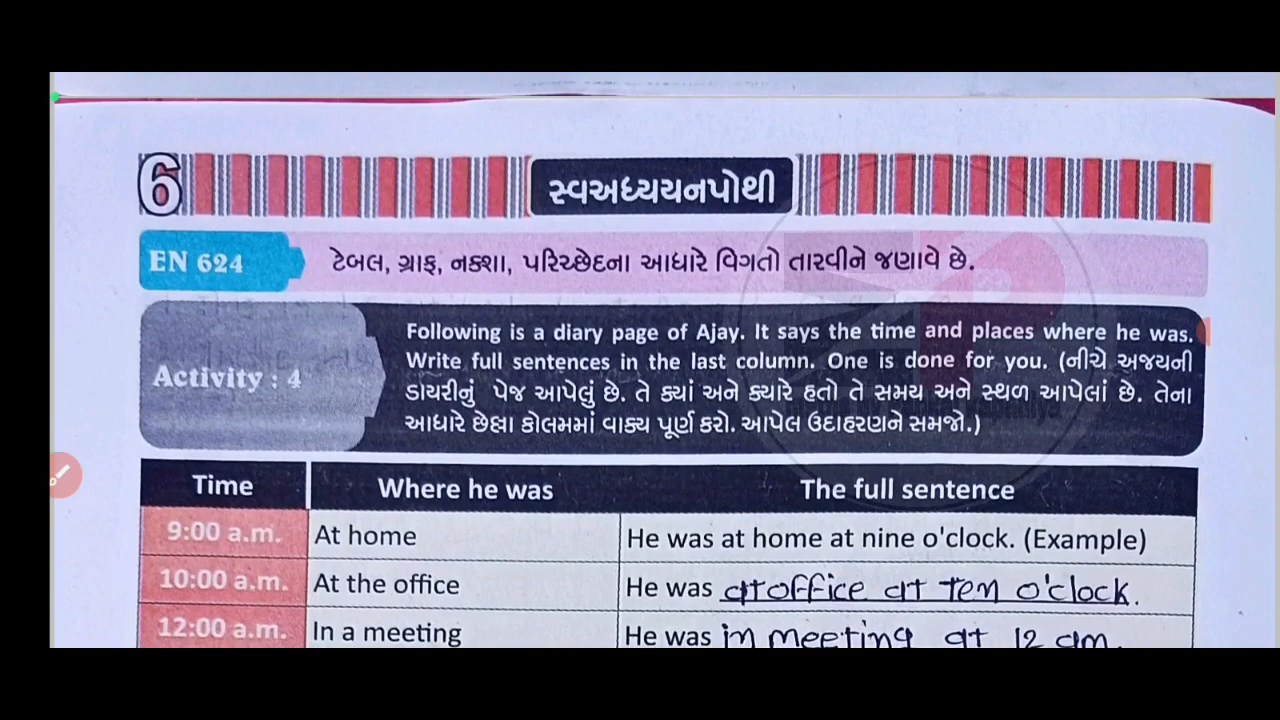 6
સ્વઅધ્યયનપોથી
EN 624
ટેબલ, ગ્રાફ, નકશા, પરિચ્છેદના આધારે વિગતો તારવીને જણાવે છે.
Activity : 4
Following is a diary page of Ajay. It says the time and places where he was.
Write full sentences in the last column. One is done for you. (નીચે અજયની
ડાયરીનું પેજ આપેલું છે. તે ક્યાં અને ક્યારે હતો તે સમય અને સ્થળ આપેલાં છે. તેના
આધારે છેલ્લા કોલમમાં વાક્ય પૂર્ણ કરો. આપેલ ઉદાહરણને સમજો.)
Time Where he was The full sentence
9:00 a.m. At home He was at home at nine o'clock. (Example)
10:00 a.m. At the office He was at office at ten o'clock.
12:00 a.m. In a meeting He was in meeting at 12 am.